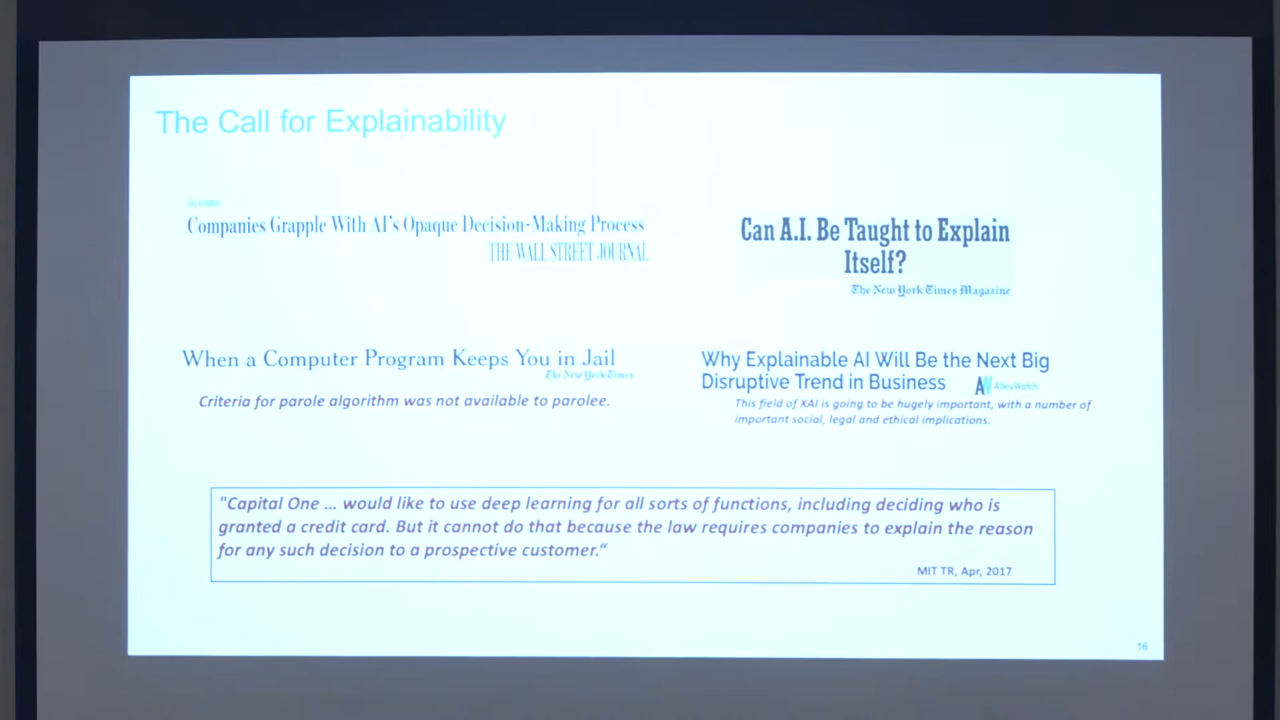 The Call for Explainability
Companies Grapple With AI's Opaque Decision-Making Process
THE WALL STREET JOURNAL
Can A.I. Be Taught to Explain
Itself?
The New York Times Magazine
When a Computer Program Keeps You in Jail
The New York Times
Criteria for parole algorithm was not available to parolee.
Why Explainable AI Will Be the Next Big
Disruptive Trend in Business
AlleyWatch
This field of XAI is going to be hugely important, with a number of
important social, legal and ethical implications.
"Capital One ... would like to use deep learning for all sorts of functions, including deciding who is
granted a credit card. But it cannot do that because the law requires companies to explain the reason
for any such decision to a prospective customer.“
MIT TR, Apr, 2017
16